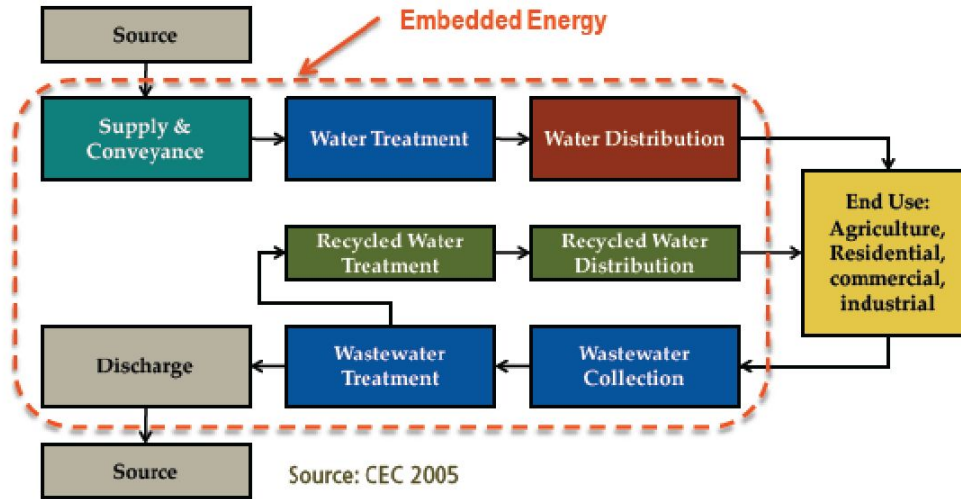 Source
Embedded Energy
Supply &
Conveyance
Water Treatment
Water Distribution
End Use:
Agriculture,
Residential,
commercial,
industrial
Recycled Water
Treatment
Recycled Water
Distribution
Discharge
Wastewater
Treatment
Wastewater
Collection
Source
Source: CEC 2005